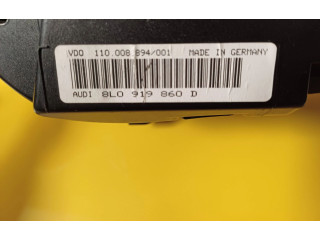 VDO 110.008.894/001 MADE IN GERMANY
AUDI 8L0 919 860 D